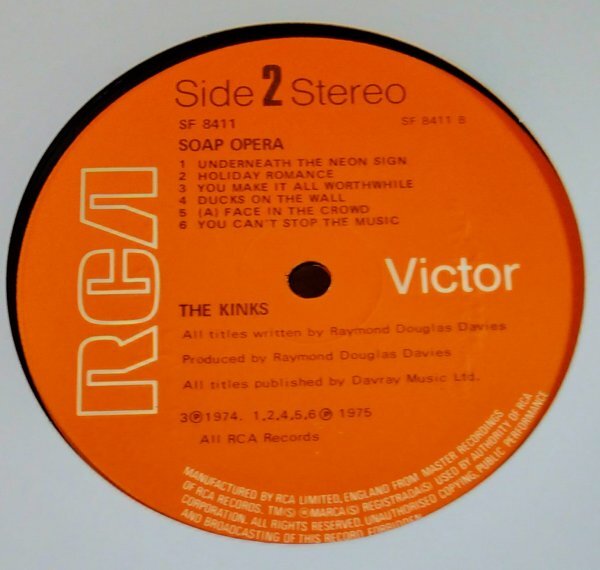 Side 2 Stereo
SF 8411
SF 8411 B
SOAP OPERA
1 UNDERNEATH THE NEON SIGN
2 HOLIDAY ROMANCE
3 YOU MAKE IT ALL WORTHWHILE
4 DUCKS ON THE WALL
5 (A) FACE IN THE CROWD
6 YOU CAN'T STOP THE MUSIC
RCA
Victor
THE KINKS
All titles written by Raymond Douglas Davies
Produced by Raymond Douglas Davies
All titles published by Davray Music Ltd.
3 ℗ 1974. 1,2,4,5,6 ℗ 1975
All RCA Records
MANUFACTURED BY RCA LIMITED, ENGLAND FROM MASTER RECORDINGS
OF RCA RECORDS. TM(S) ® MARCA(S) REGISTRADA(S) USED BY AUTHORITY OF RCA
CORPORATION. ALL RIGHTS RESERVED. UNAUTHORISED COPYING, PUBLIC PERFORMANCE
AND BROADCASTING OF THIS RECORD FORBIDDEN